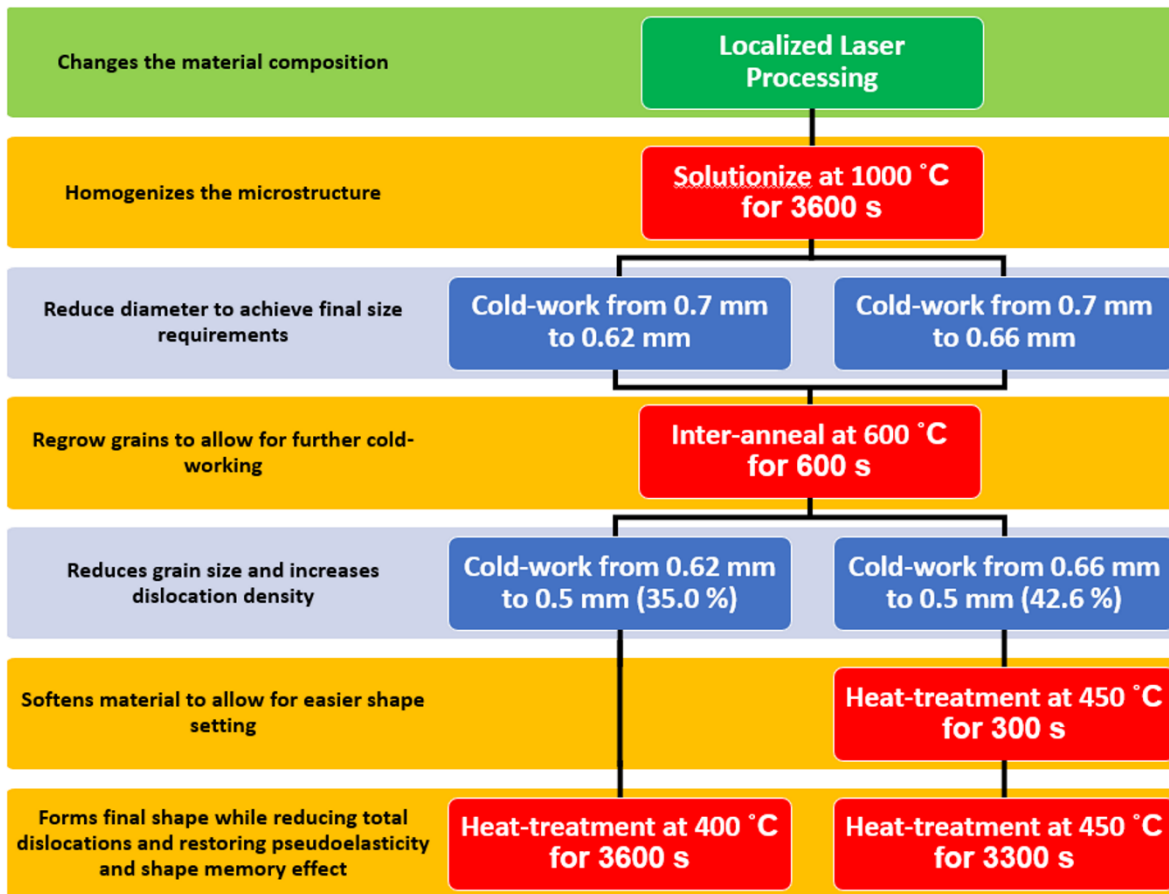 Changes the material composition
Localized Laser
Processing
Homogenizes the microstructure
Solutionize at 1000 ˚C
for 3600 s
Reduce diameter to achieve final size
requirements
Cold-work from 0.7 mm
to 0.62 mm
Cold-work from 0.7 mm
to 0.66 mm
Regrow grains to allow for further cold-
working
Inter-anneal at 600 ˚C
for 600 s
Reduces grain size and increases
dislocation density
Cold-work from 0.62 mm
to 0.5 mm (35.0 %)
Cold-work from 0.66 mm
to 0.5 mm (42.6 %)
Softens material to allow for easier shape
setting
Heat-treatment at 450 ˚C
for 300 s
Forms final shape while reducing total
dislocations and restoring pseudoelasticity
and shape memory effect
Heat-treatment at 400 ˚C
for 3600 s
Heat-treatment at 450 ˚C
for 3300 s